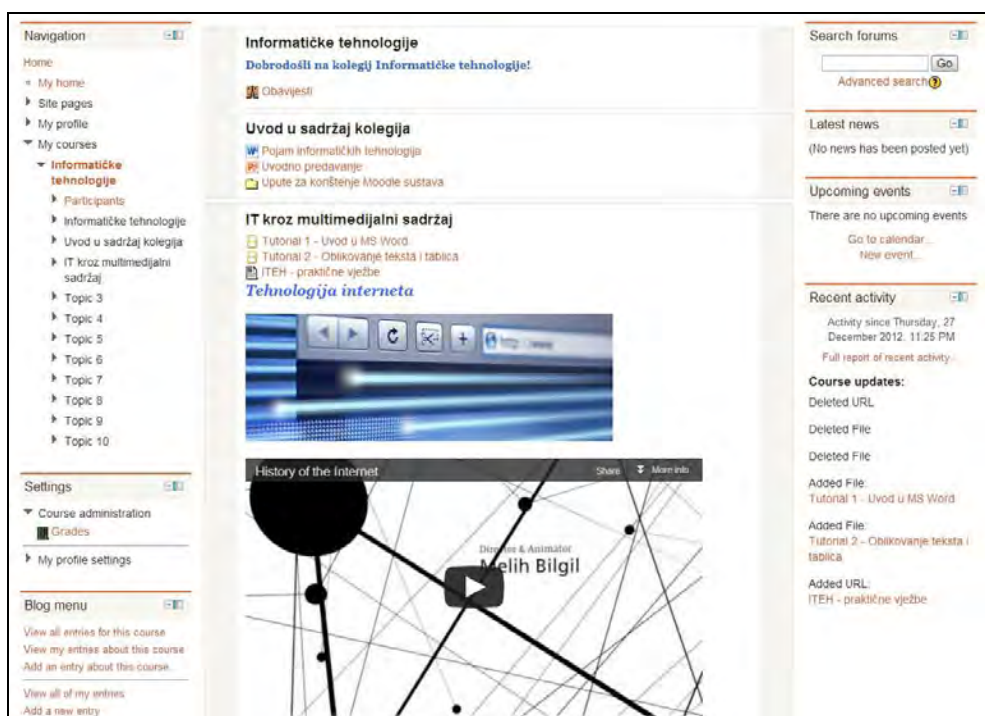 Navigation
Home
My home
Site pages
My profile
My courses
Informatičke
tehnologije
Participants
Informatičke tehnologije
Uvod u sadržaj kolegija
IT kroz multimedijalni
sadržaj
Topic 3
Topic 4
Topic 5
Topic 6
Topic 7
Topic 8
Topic 9
Topic 10
Settings
Course administration
Grades
My profile settings
Blog menu
View all entries for this course
View my entries about this course
Add an entry about this course
View all of my entries
Add a new entry
Informatičke tehnologije
Dobrodošli na kolegij Informatičke tehnologije!
Obavijesti
Uvod u sadržaj kolegija
Pojam informatičkih tehnologija
Uvodno predavanje
Upute za korištenje Moodle sustava
IT kroz multimedijalni sadržaj
Tutorial 1 - Uvod u MS Word
Tutorial 2 - Oblikovanje teksta i tablica
ITEH - praktične vježbe
Tehnologija interneta
http://www
History of the Internet
Share
More info
Director & Animator
Melih Bilgil
Search forums
Go
Advanced search
Latest news
(No news has been posted yet)
Upcoming events
There are no upcoming events
Go to calendar...
New event...
Recent activity
Activity since Thursday, 27
December 2012, 11:25 PM
Full report of recent activity...
Course updates:
Deleted URL
Deleted File
Deleted File
Added File:
Tutorial 1 - Uvod u MS Word
Added File:
Tutorial 2 - Oblikovanje teksta i
tablica
Added URL:
ITEH - praktične vježbe